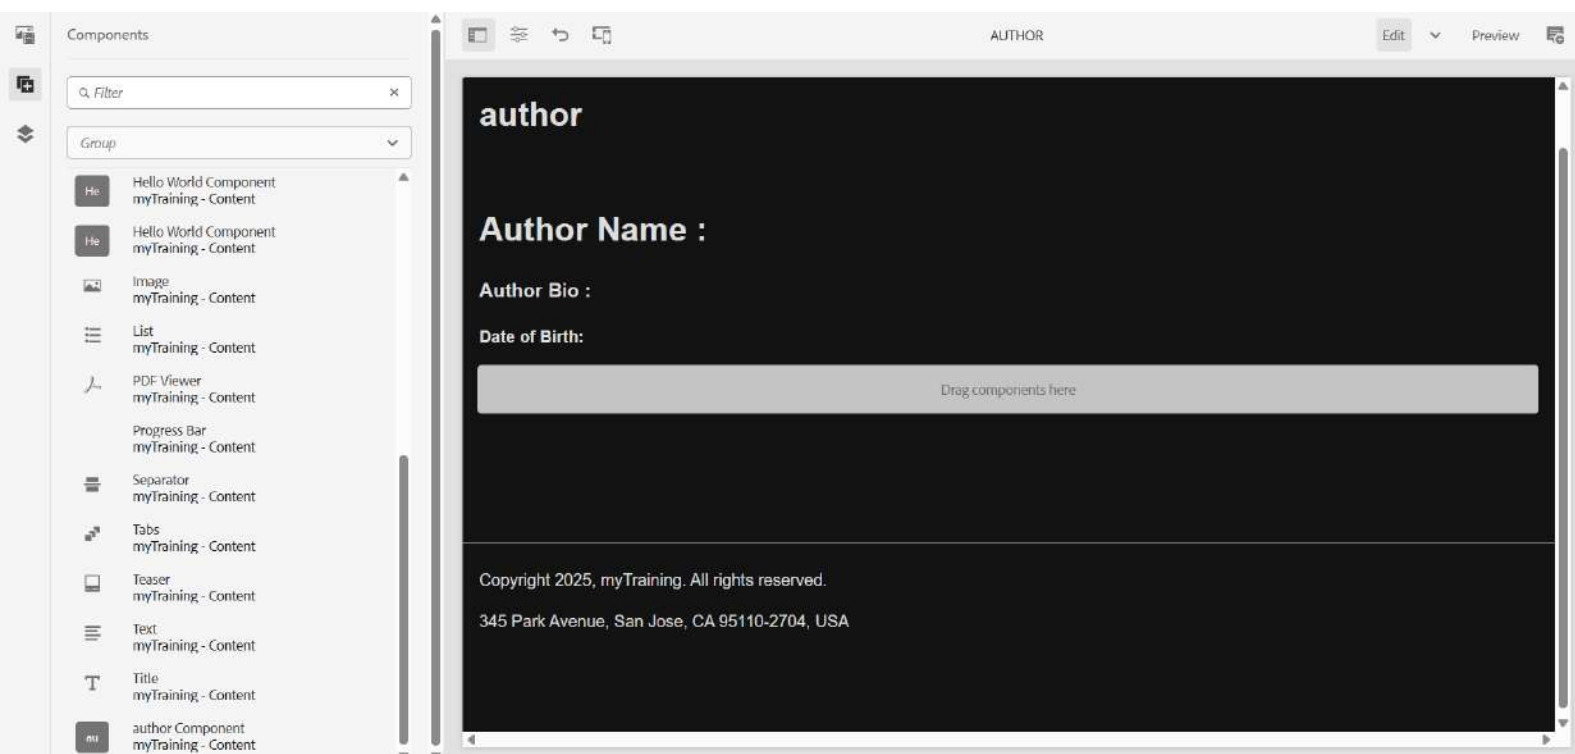 Components
Filter
Group
He
Hello World Component
myTraining - Content
He
Hello World Component
myTraining - Content
Image
myTraining - Content
List
myTraining - Content
PDF Viewer
myTraining - Content
Progress Bar
myTraining - Content
Separator
myTraining - Content
Tabs
myTraining - Content
Teaser
myTraining - Content
Text
myTraining - Content
Title
myTraining - Content
au
author Component
myTraining - Content
AUTHOR
Edit
Preview
author
Author Name :
Author Bio :
Date of Birth:
Drag components here
Copyright 2025, myTraining. All rights reserved.
345 Park Avenue, San Jose, CA 95110-2704, USA